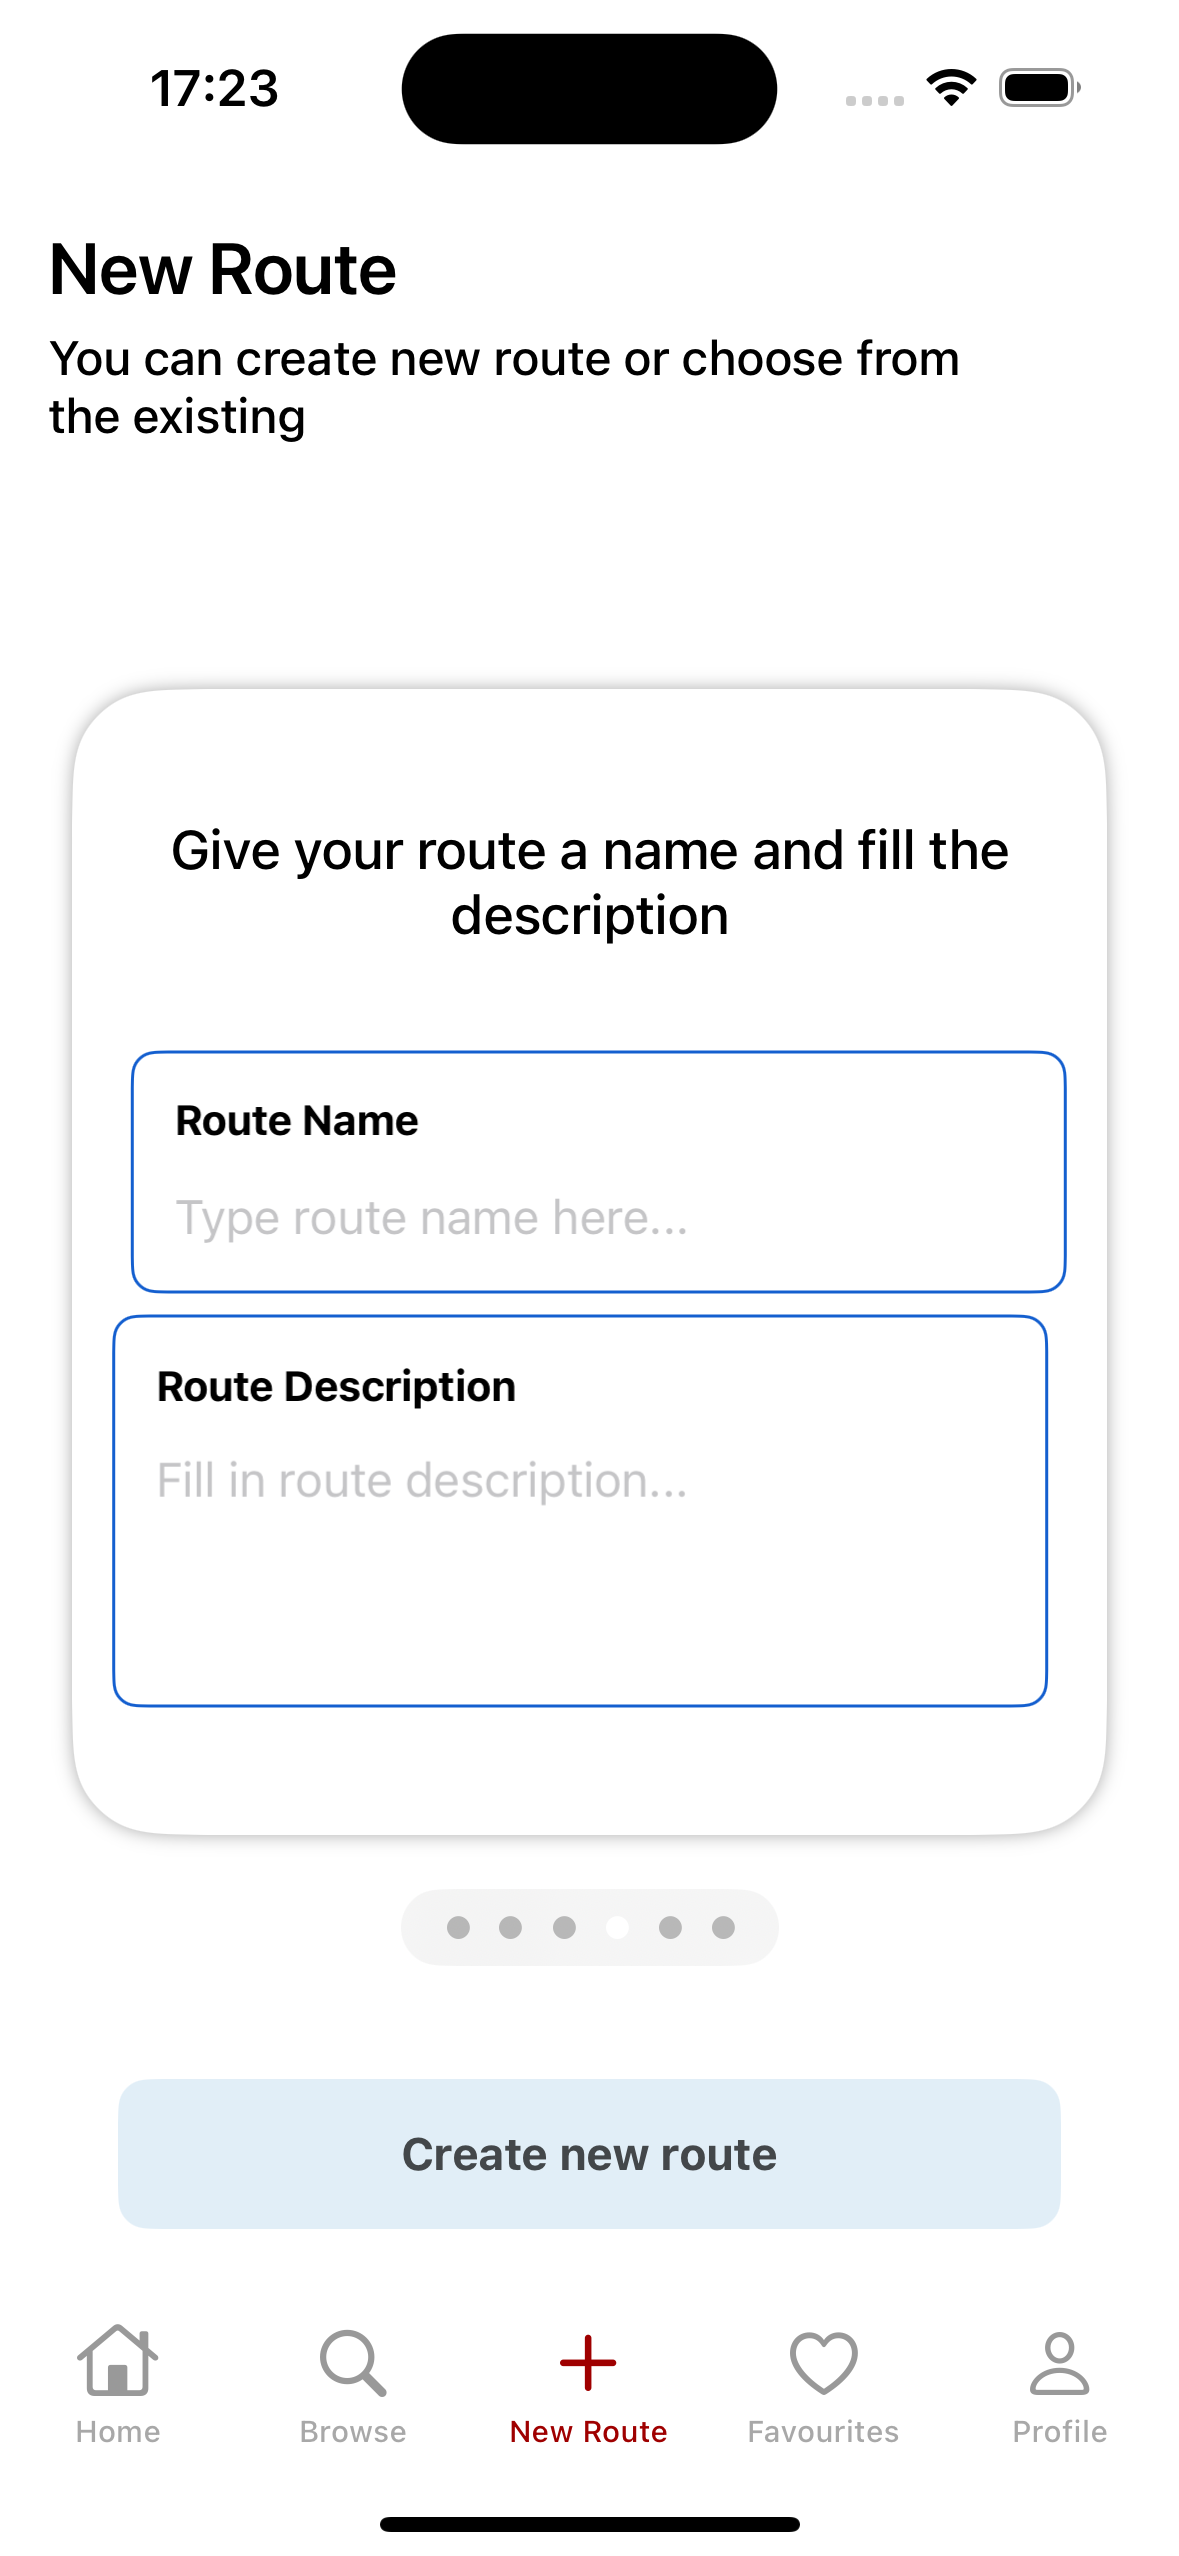 17:23
New Route
You can create new route or choose from
the existing
Give your route a name and fill the
description
Route Name
Type route name here...
Route Description
Fill in route description...
Create new route
Home
Browse
New Route
Favourites
Profile